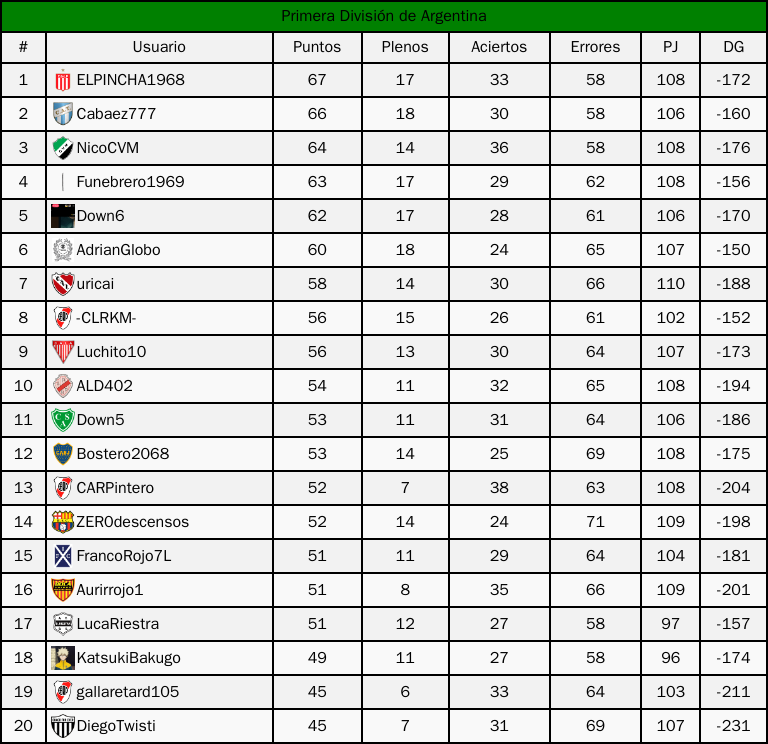 Primera División de Argentina
# Usuario Puntos Plenos Aciertos Errores PJ DG
1 ELPINCHA1968 67 17 33 58 108 -172
2 Cabaez777 66 18 30 58 106 -160
3 NicoCVM 64 14 36 58 108 -176
4 Funebrero1969 63 17 29 62 108 -156
5 Down6 62 17 28 61 106 -170
6 AdrianGlobo 60 18 24 65 107 -150
7 uricai 58 14 30 66 110 -188
8 -CLRKM- 56 15 26 61 102 -152
9 Luchito10 56 13 30 64 107 -173
10 ALD402 54 11 32 65 108 -194
11 Down5 53 11 31 64 106 -186
12 Bostero2068 53 14 25 69 108 -175
13 CARPintero 52 7 38 63 108 -204
14 ZEROdescensos 52 14 24 71 109 -198
15 FrancoRojo7L 51 11 29 64 104 -181
16 Aurirrojo1 51 8 35 66 109 -201
17 LucaRiestra 51 12 27 58 97 -157
18 KatsukiBakugo 49 11 27 58 96 -174
19 gallaretard105 45 6 33 64 103 -211
20 DiegoTwisti 45 7 31 69 107 -231